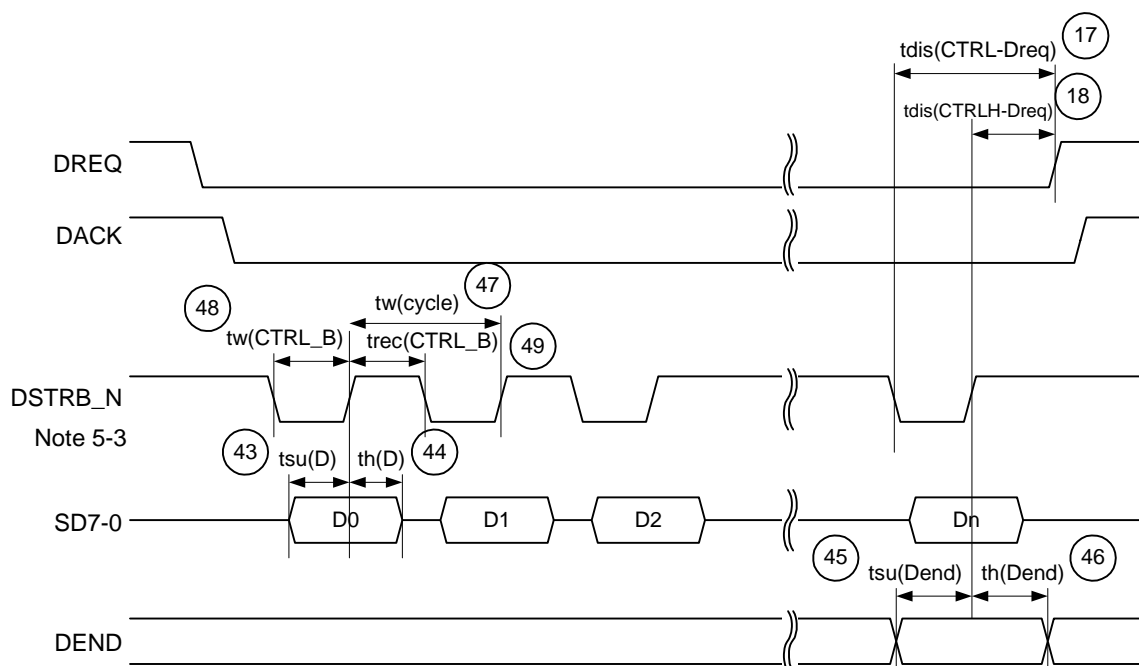 17
tdis(CTRL-Dreq)
18
tdis(CTRLH-Dreq)
DREQ
DACK
47
48
tw(cycle)
tw(CTRL_B)
trec(CTRL_B)
49
DSTRB_N
Note 5-3
43
tsu(D)
th(D)
44
SD7-0
D0
D1
D2
Dn
45
tsu(Dend)
th(Dend)
46
DEND